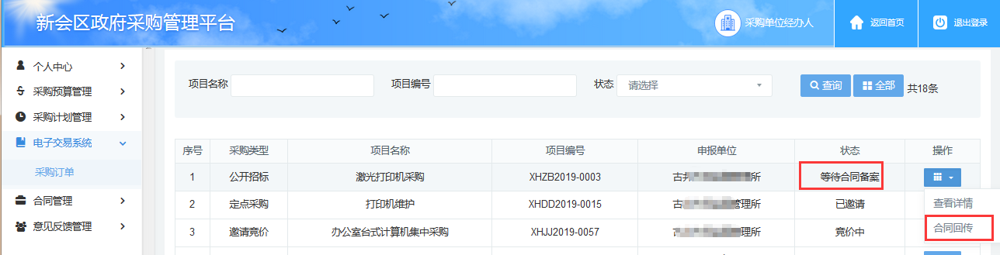 新会区政府采购管理平台
采购单位经办人 返回首页 退出登录
个人中心
采购预算管理
采购计划管理
电子交易系统
采购订单
合同管理
意见反馈管理
项目名称 项目编号 状态 请选择 查询 全部 共18条
序号 采购类型 项目名称 项目编号 申报单位 状态 操作
1 公开招标 激光打印机采购 XHZB2019-0003 理所 等待合同备案
2 定点采购 打印机维护 XHDD2019-0015 管理所 已邀请
3 邀请竞价 办公室台式计算机集中采购 XHJJ2019-0057 管理所 竞价中
查看详情
合同回传